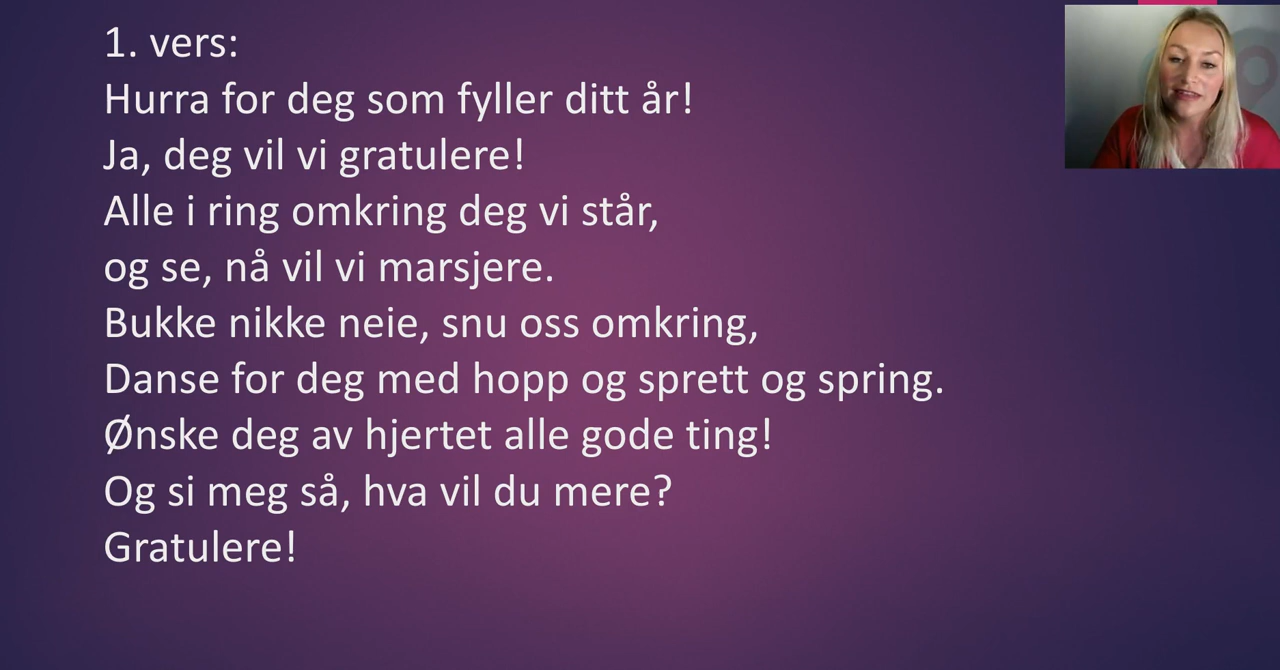 1. vers:
Hurra for deg som fyller ditt år!
Ja, deg vil vi gratulere!
Alle i ring omkring deg vi står,
og se, nå vil vi marsjere.
Bukke nikke neie, snu oss omkring,
Danse for deg med hopp og sprett og spring.
Ønske deg av hjertet alle gode ting!
Og si meg så, hva vil du mere?
Gratulere!